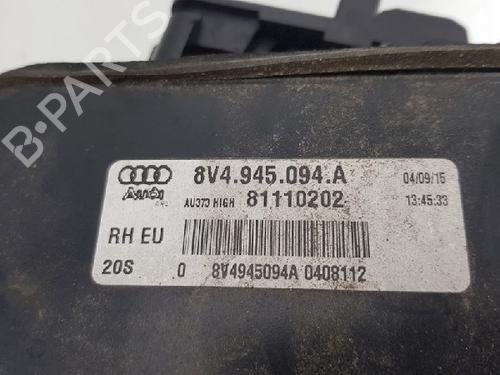 B-PARTS
8V4.945.094.A
04/09/15
Audi
AU373 HIGH
81110202
13:45:33
RH EU
20S
0
8V4945094A 0408112